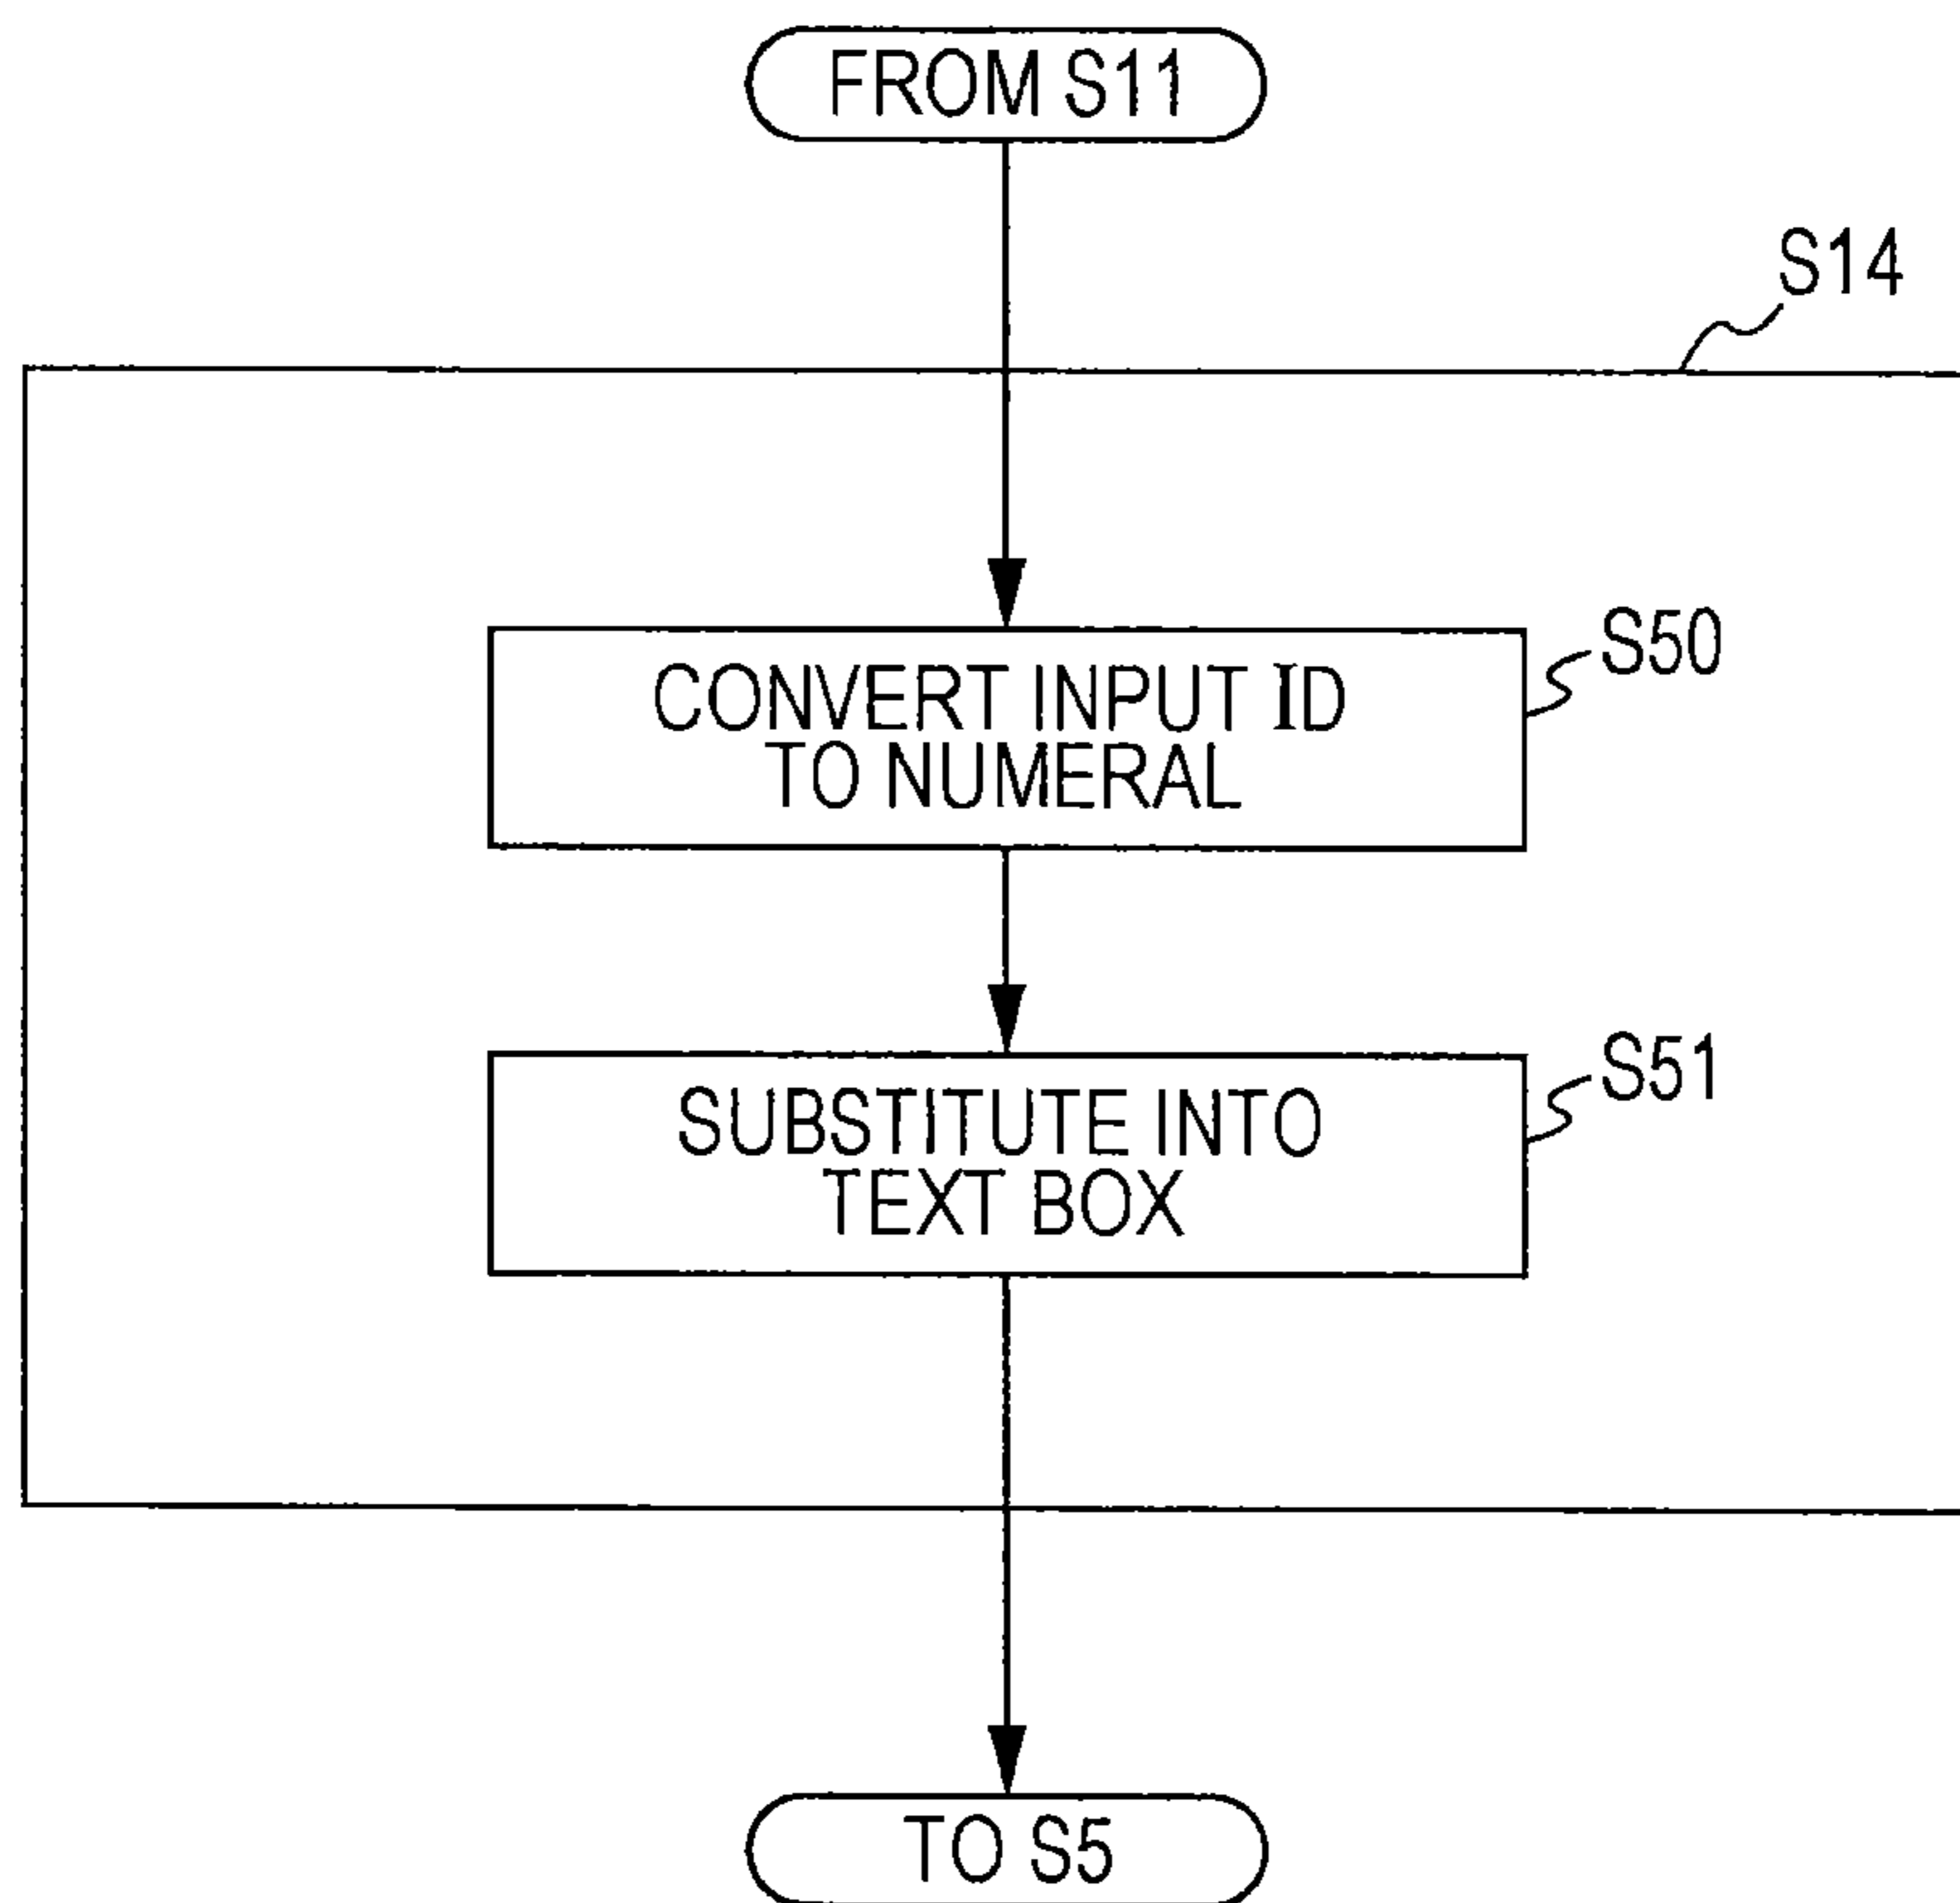 FROM S11
S14
CONVERT INPUT ID
TO NUMERAL
S50
SUBSTITUTE INTO
TEXT BOX
S51
TO S5